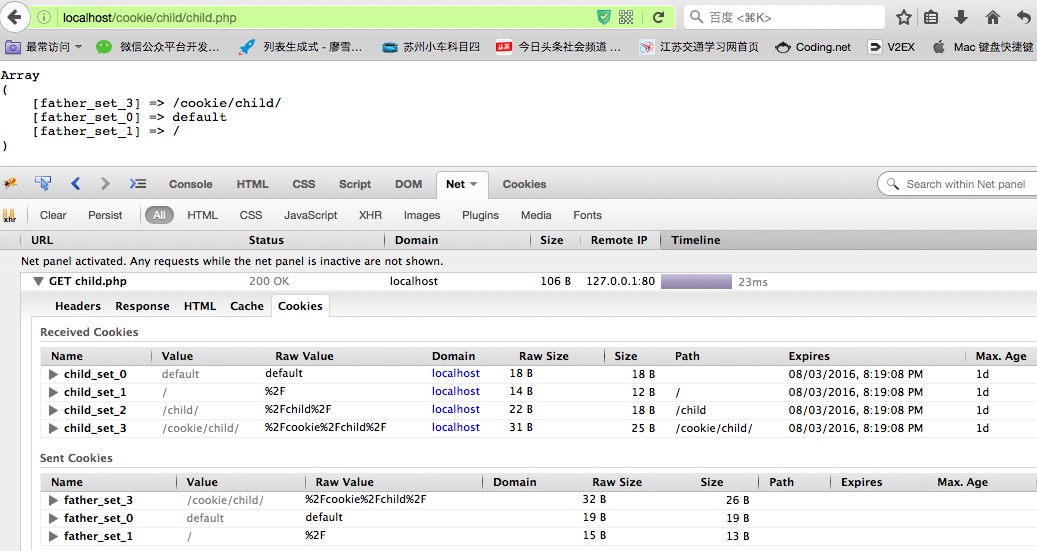 localhost/cookie/child/child.php 百度 <⌘K>
最常访问 微信公众平台开发... 列表生成式 - 廖雪... 苏州小车科目四 今日头条社会频道 ... 江苏交通学习网首页 Coding.net V2EX Mac 键盘快捷键
Array
(
    [father_set_3] => /cookie/child/
    [father_set_0] => default
    [father_set_1] => /
)
Console HTML CSS Script DOM Net Cookies Search within Net panel
xhr Clear Persist All HTML CSS JavaScript XHR Images Plugins Media Fonts
URL Status Domain Size Remote IP Timeline
Net panel activated. Any requests while the net panel is inactive are not shown.
GET child.php 200 OK localhost 106 B 127.0.0.1:80 23ms
Headers Response HTML Cache Cookies
Received Cookies
Name Value Raw Value Domain Raw Size Size Path Expires Max. Age
child_set_0 default default localhost 18 B 18 B 08/03/2016, 8:19:08 PM 1d
child_set_1 / %2F localhost 14 B 12 B / 08/03/2016, 8:19:08 PM 1d
child_set_2 /child/ %2Fchild%2F localhost 22 B 18 B /child 08/03/2016, 8:19:08 PM 1d
child_set_3 /cookie/child/ %2Fcookie%2Fchild%2F localhost 31 B 25 B /cookie/child/ 08/03/2016, 8:19:08 PM 1d
Sent Cookies
Name Value Raw Value Domain Raw Size Size Path Expires Max. Age
father_set_3 /cookie/child/ %2Fcookie%2Fchild%2F 32 B 26 B
father_set_0 default default 19 B 19 B
father_set_1 / %2F 15 B 13 B